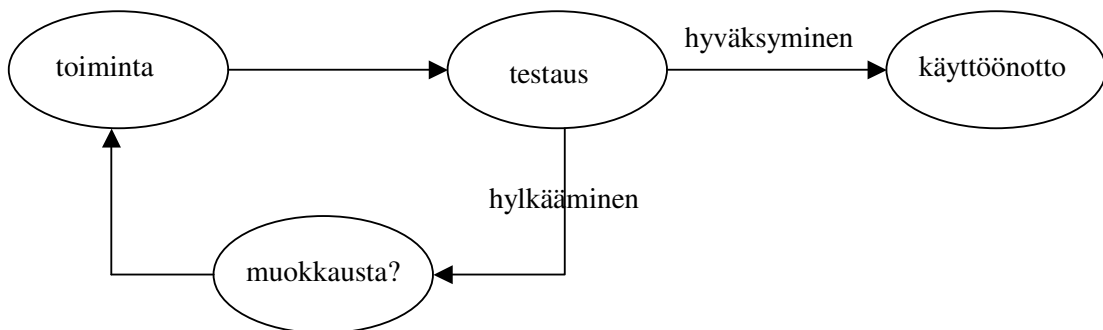 toiminta
testaus
hyväksyminen
käyttöönotto
hylkääminen
muokkausta?